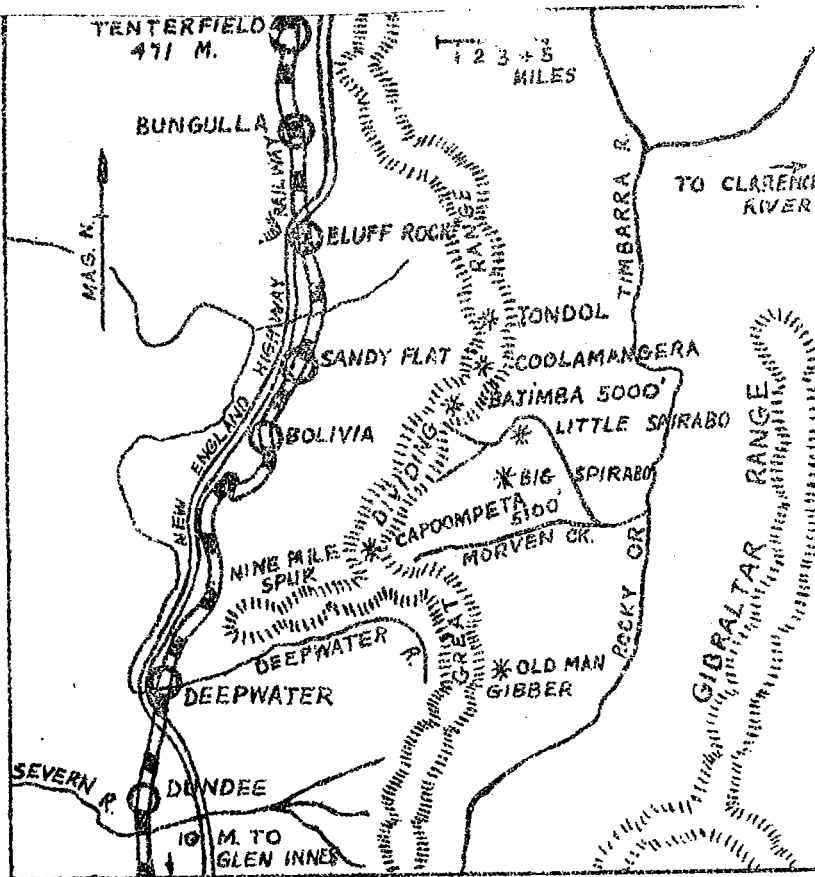 TENTERFIELD
471 M.
1 2 3 4 5
MILES
BUNGULLA
RAILWAY
TIMBARRA R.
TO CLARENCE
RIVER
MAG. N.
BLUFF ROCK
RANGE
NEW ENGLAND HIGHWAY
TONDOL
SANDY FLAT
COOLAMANGERA
BAJIMBA 5000'
LITTLE SPIRABO
BOLIVIA
DIVIDING
BIG SPIRABO
CAPOOMPETA
5100'
MORVEN CK.
NINE MILE
SPUR
GREAT
ROCKY OR
GIBRALTAR RANGE
DEEPWATER R.
OLD MAN
GIBBER
DEEPWATER
SEVERN R.
DUNDEE
10 M. TO
GLEN INNES